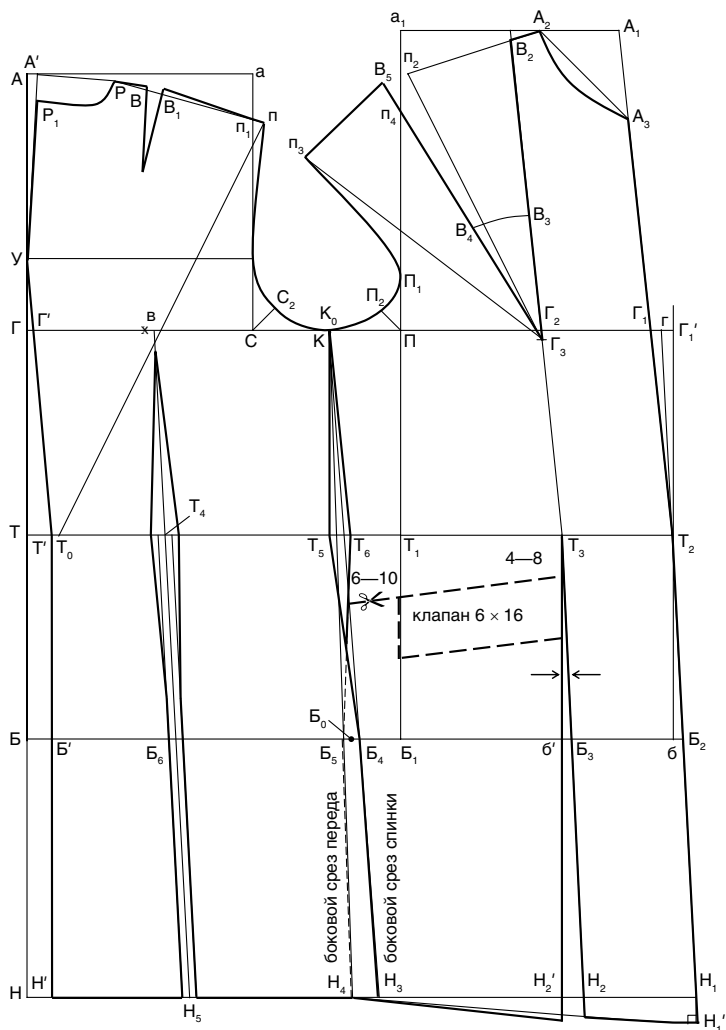 a₁ A₂ A₁
A′ A a п₂ B₂
P₁ P B B₁ п₁ п B₅ п₄ A₃
п₃
B₄ B₃
У
C₂ П₂ П₁
Г Г′ в x C K₀ K П Г₂ Г₃ Г₁ г Г₁′
T₄
T T′ T₀ T₅ T₆ T₁ T₃ T₂
6—10 4—8
клапан 6 × 16
Б₀
Б Б′ Б₆ Б₅ Б₄ Б₁ б′ Б₃ б Б₂
боковой срез переда
боковой срез спинки
H H′ H₅ H₄ H₃ H₂′ H₂ H₁
H₁′